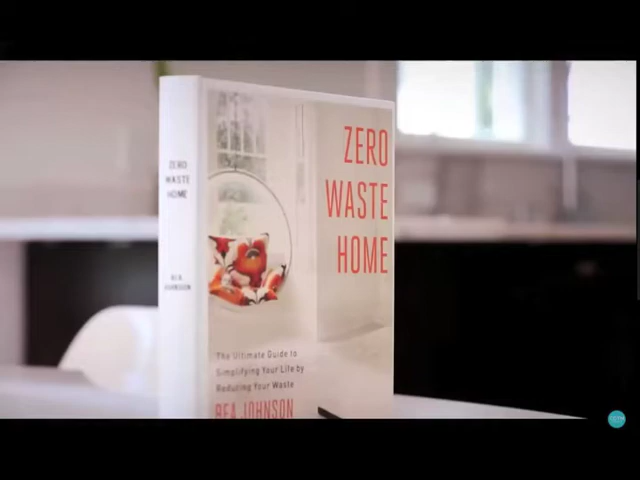 ZERO
WASTE
HOME
BEA
JOHNSON
ZERO
WASTE
HOME
The Ultimate Guide to
Simplifying Your Life by
Reducing Your Waste
BEA JOHNSON